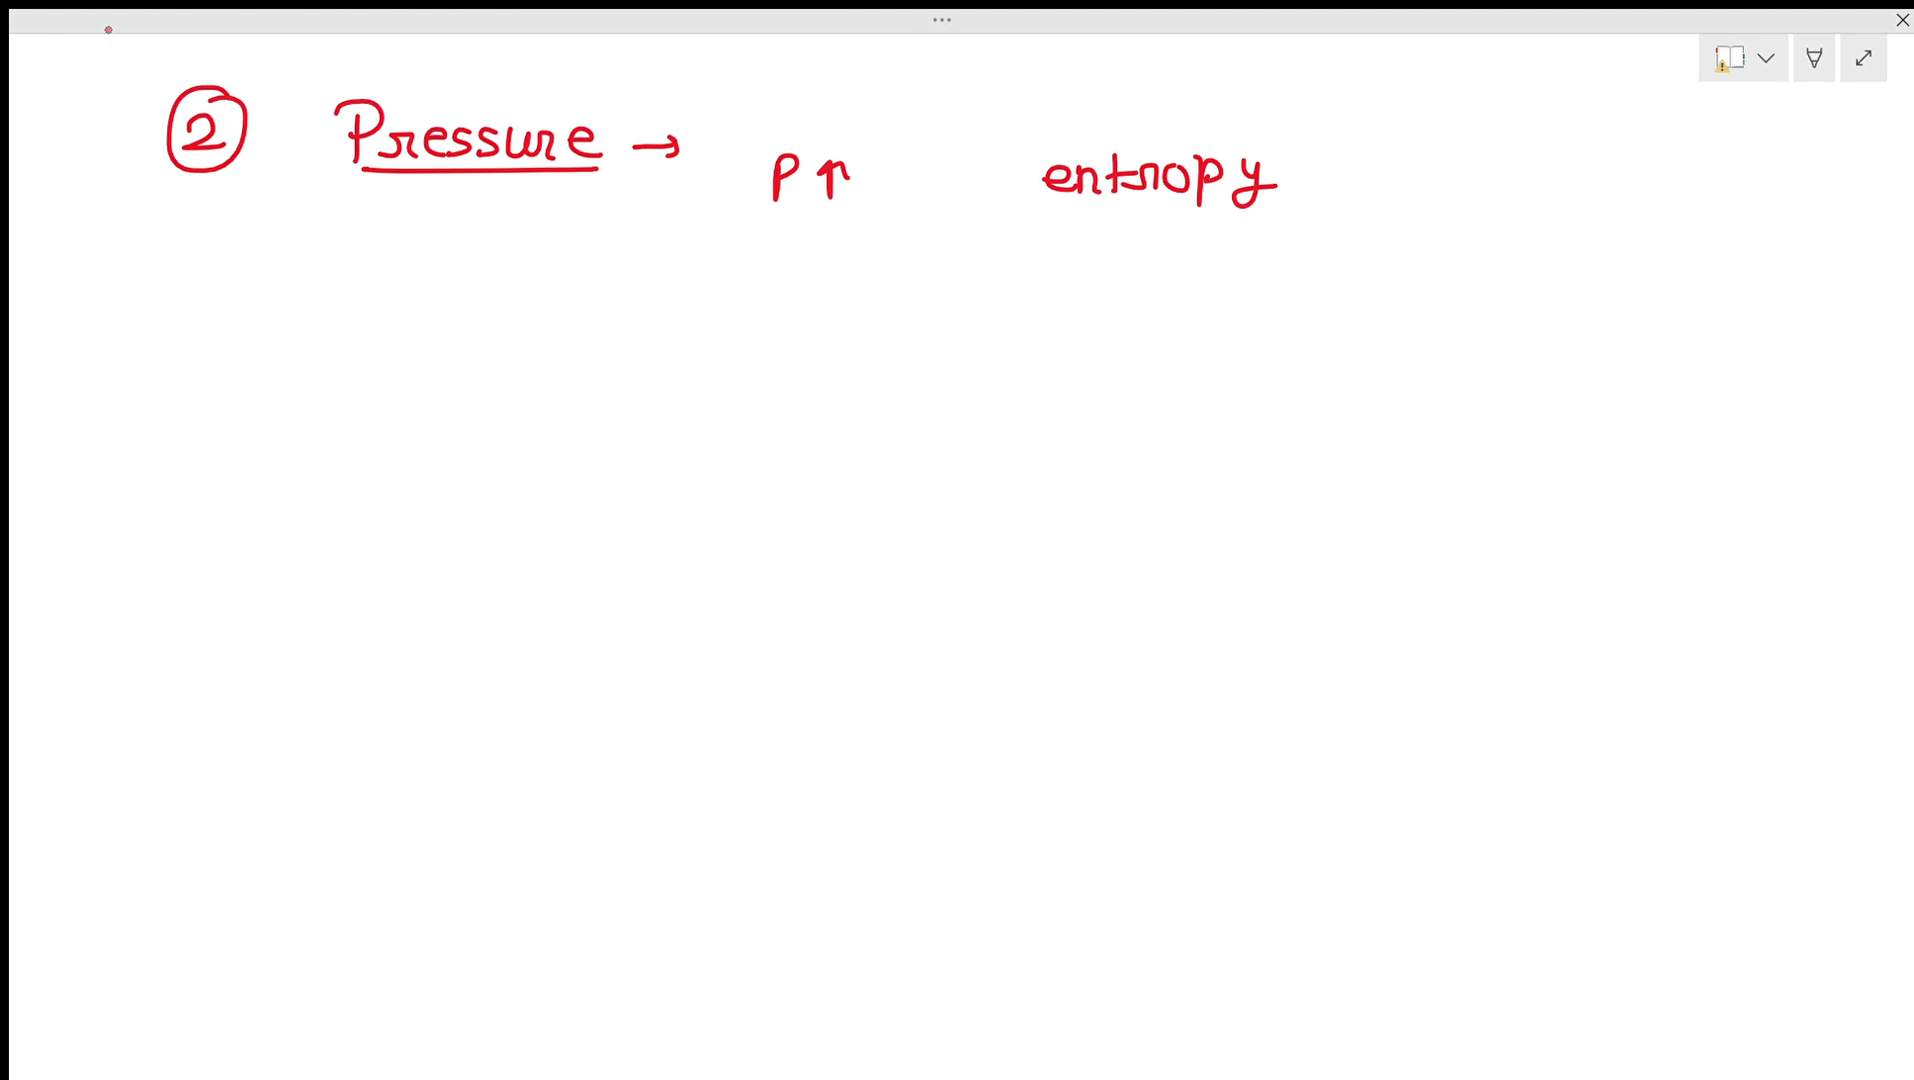 ② Pressure →
P↑ entropy